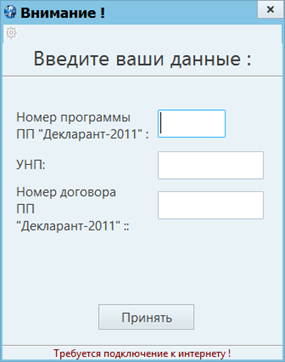 Внимание !
Введите ваши данные :
Номер программы
ПП "Декларант-2011" :
УНП:
Номер договора
ПП
"Декларант-2011" ::
Принять
Требуется подключение к интернету !